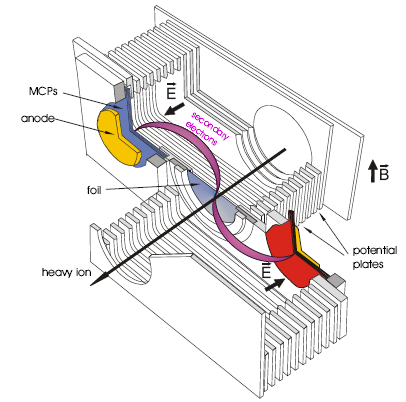 MCPs
E
anode
secondary
electrons
B
foil
potential
plates
heavy ion
E